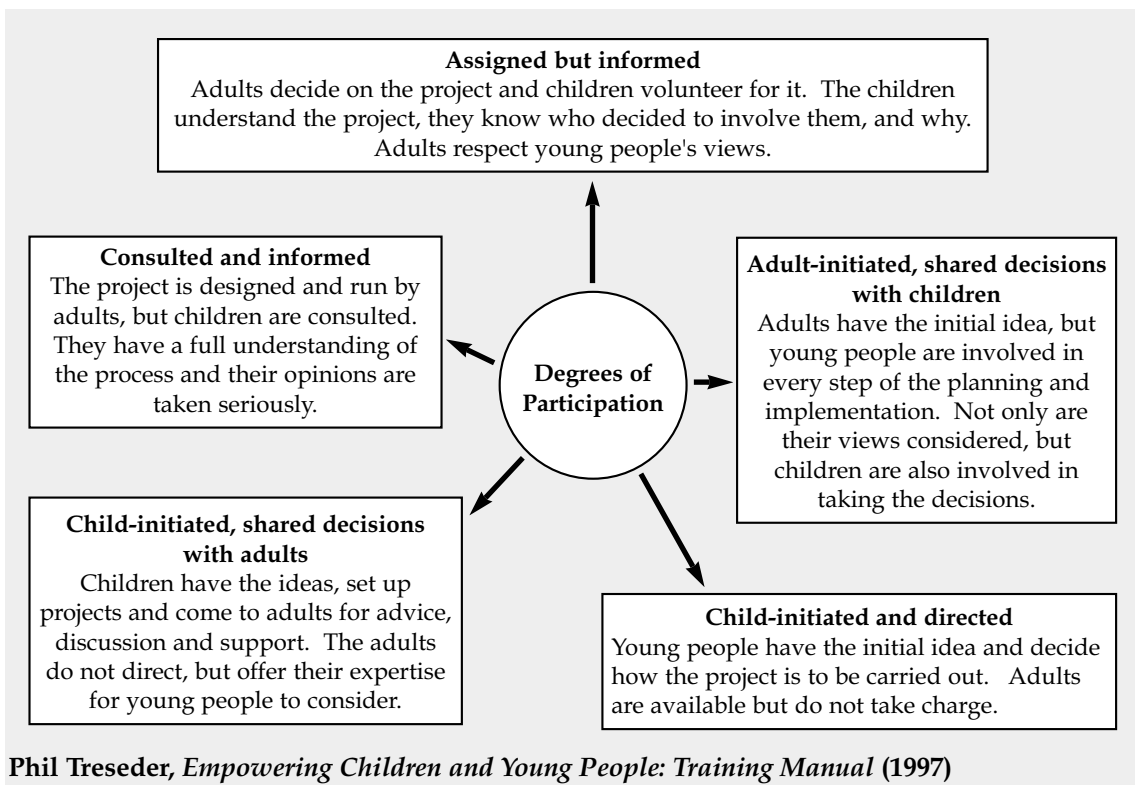 Assigned but informed
Adults decide on the project and children volunteer for it. The children
understand the project, they know who decided to involve them, and why.
Adults respect young people's views.
Consulted and informed
The project is designed and run by
adults, but children are consulted.
They have a full understanding of
the process and their opinions are
taken seriously.
Adult-initiated, shared decisions
with children
Adults have the initial idea, but
young people are involved in
every step of the planning and
implementation. Not only are
their views considered, but
children are also involved in
taking the decisions.
Degrees of
Participation
Child-initiated, shared decisions
with adults
Children have the ideas, set up
projects and come to adults for advice,
discussion and support. The adults
do not direct, but offer their expertise
for young people to consider.
Child-initiated and directed
Young people have the initial idea and decide
how the project is to be carried out. Adults
are available but do not take charge.
Phil Treseder, Empowering Children and Young People: Training Manual (1997)